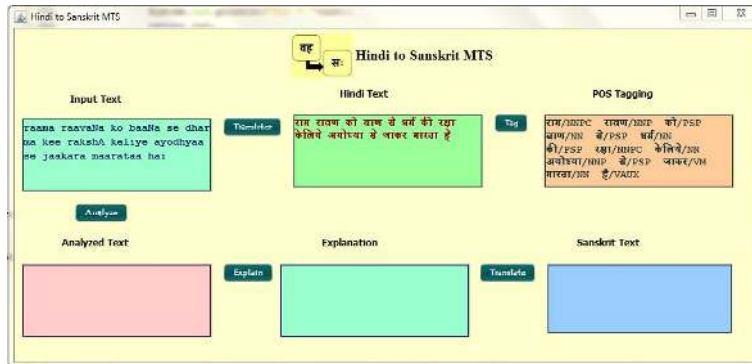 Hindi to Sanskrit MTS
वह
सः
Hindi to Sanskrit MTS
Input Text
Hindi Text
POS Tagging
raama raavaNa ko baaNa se dhar
ma kee rakshA keliye ayodhyaa
se jaakara maarataa hai
Transliter
राम रावण को बाण से धर्म की रक्षा
केलिये अयोध्या से जाकर मारता है
Tag
राम/NNPC रावण/NNP को/PSP
बाण/NN से/PSP धर्म/NN
की/PSP रक्षा/NNPC केलिये/NN
अयोध्या/NNP से/PSP जाकर/VM
मारता/NN है/VAUX
Analyze
Analyzed Text
Explanation
Sanskrit Text
Explain
Translate